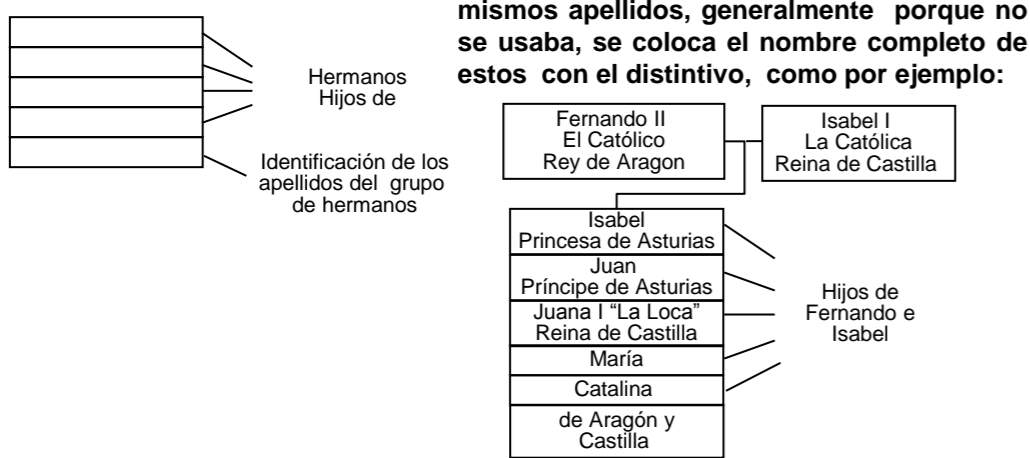 Hermanos
Hijos de
Identificación de los
apellidos del grupo
de hermanos
mismos apellidos, generalmente porque no
se usaba, se coloca el nombre completo de
estos con el distintivo, como por ejemplo:
Fernando II
El Católico
Rey de Aragon
Isabel I
La Católica
Reina de Castilla
Isabel
Princesa de Asturias
Juan
Príncipe de Asturias
Juana I “La Loca”
Reina de Castilla
María
Catalina
de Aragón y
Castilla
Hijos de
Fernando e
Isabel